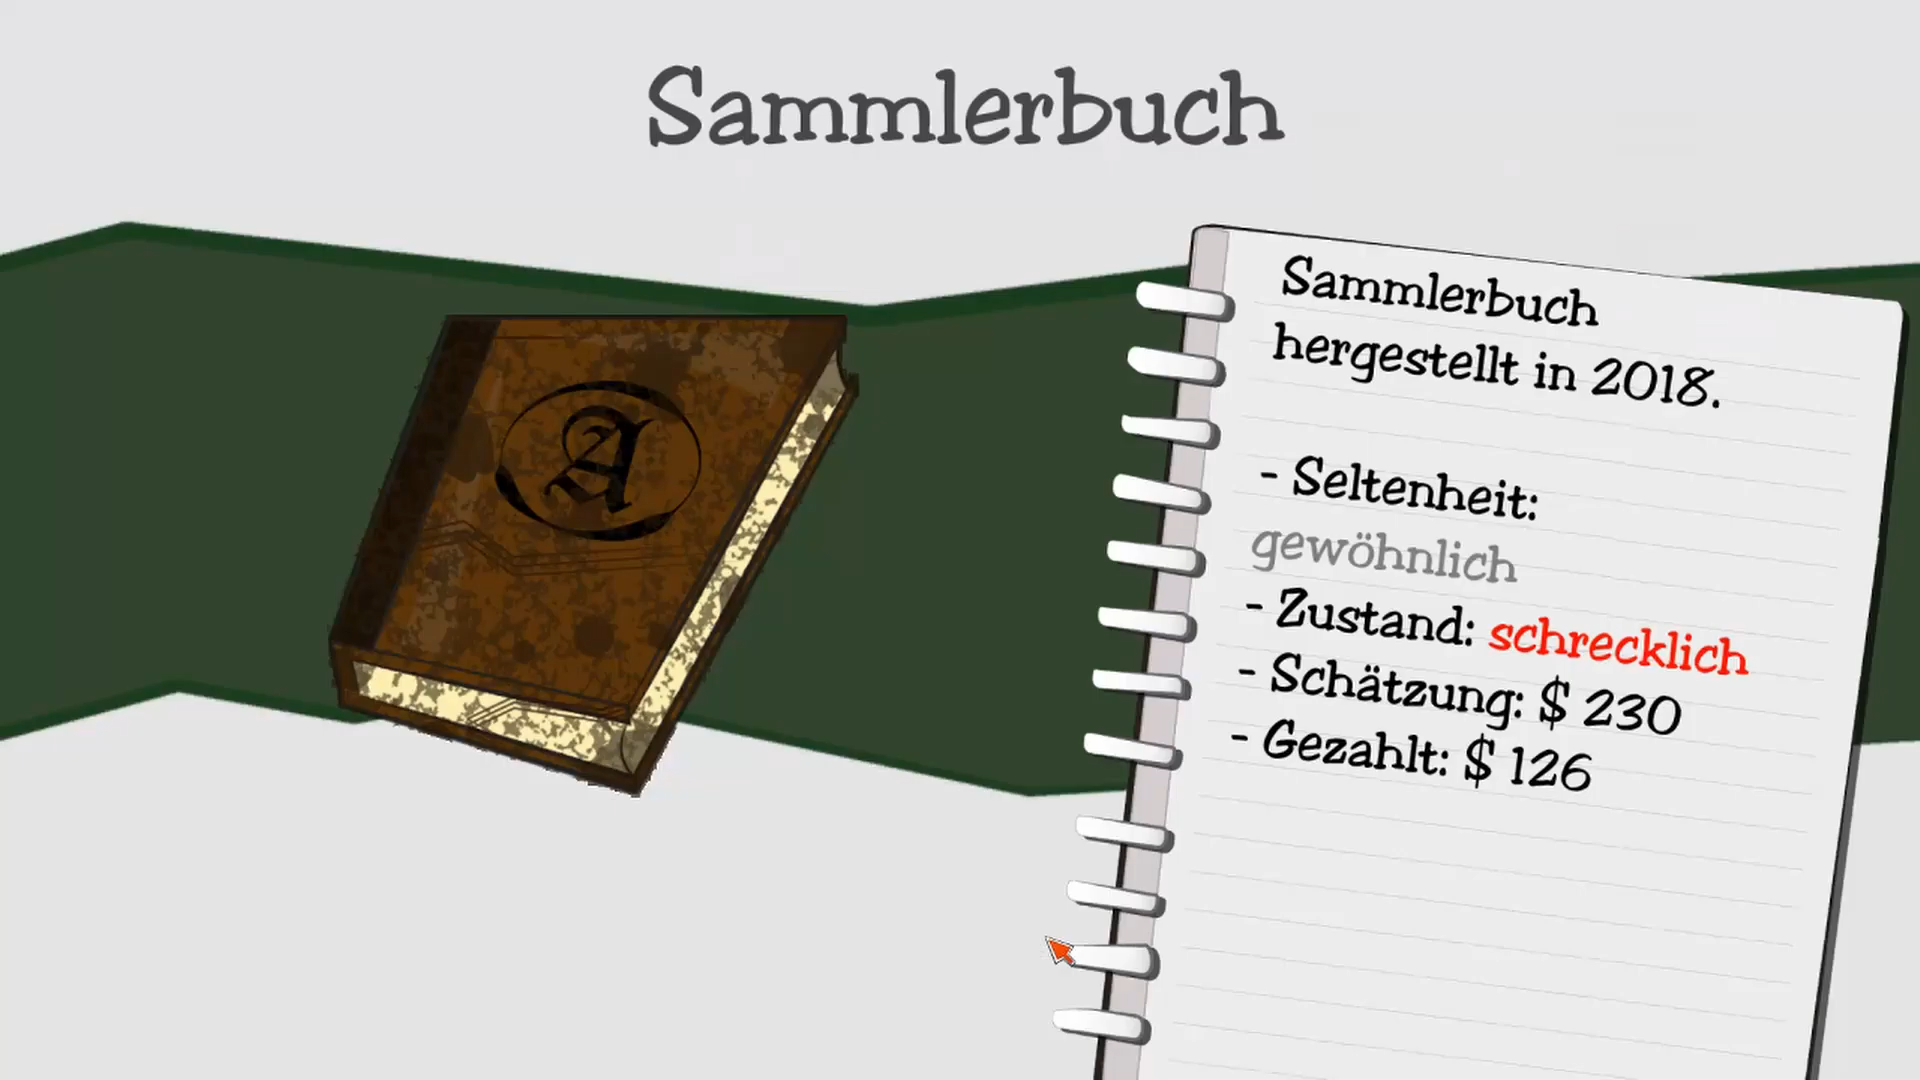 Sammlerbuch
A
Sammlerbuch
hergestellt in 2018.
- Seltenheit:
gewöhnlich
- Zustand: schrecklich
- Schätzung: $ 230
- Gezahlt: $ 126